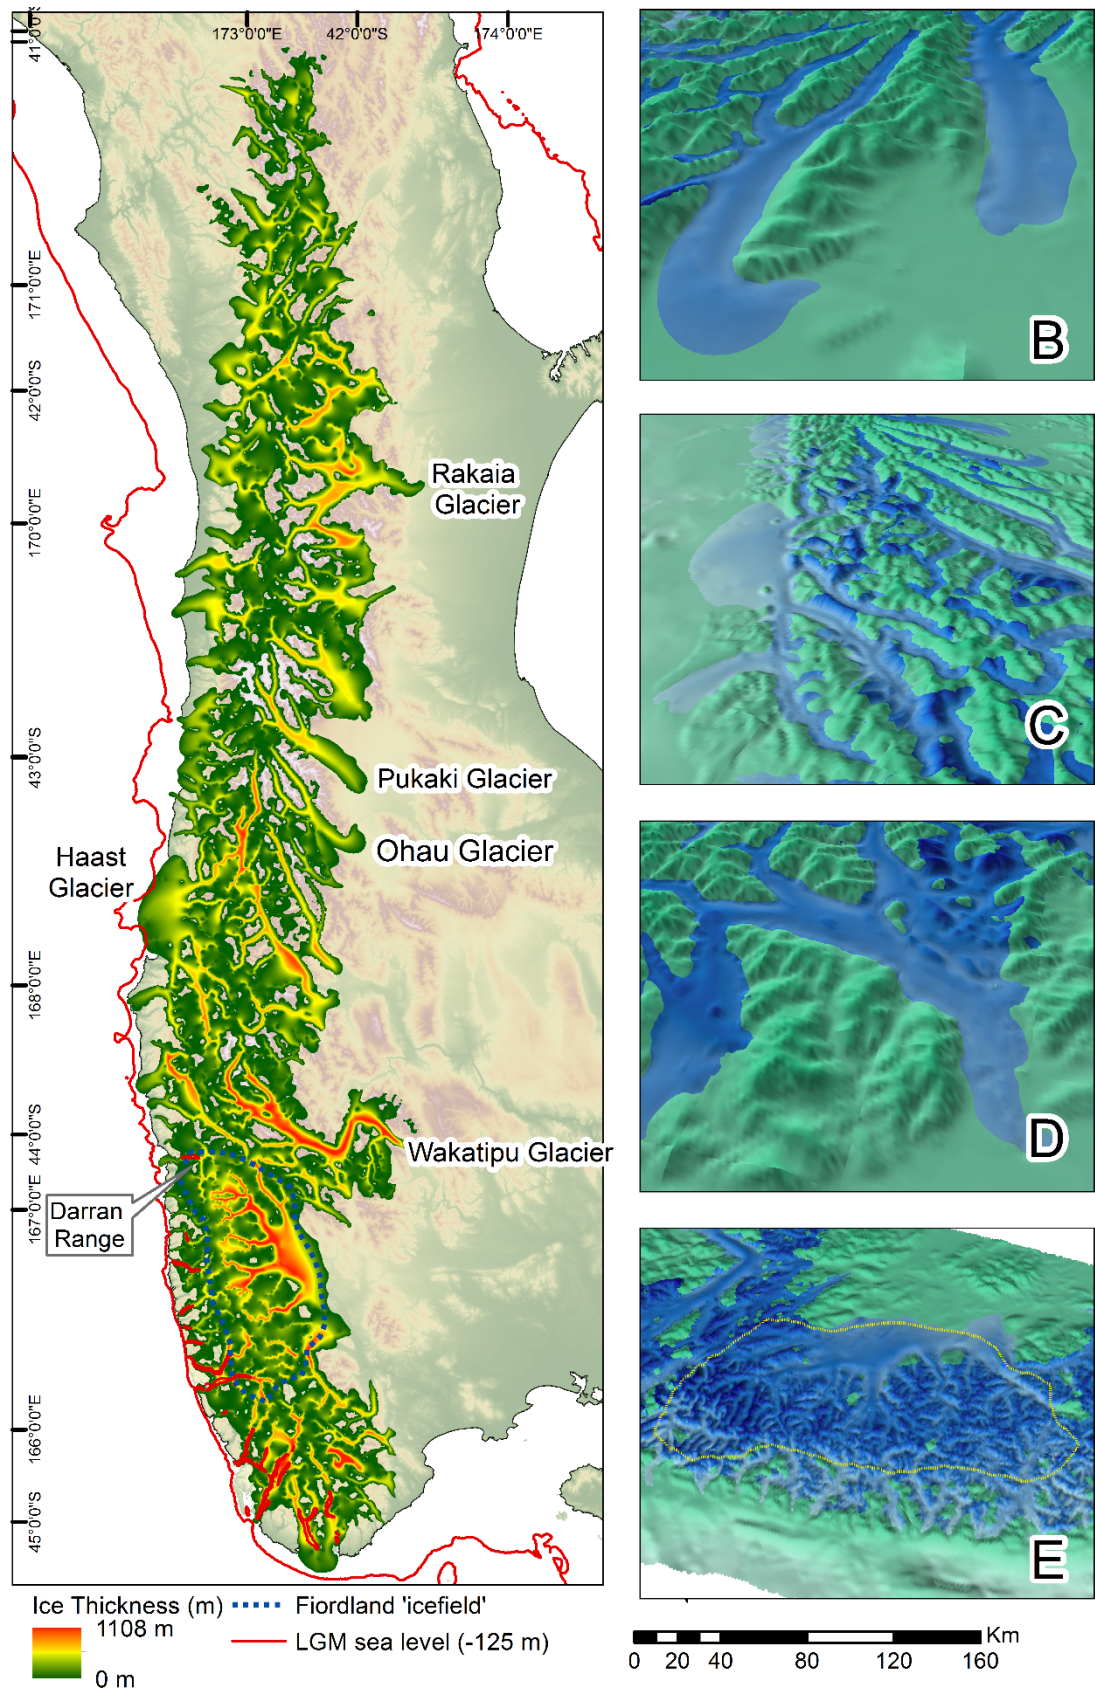 173°0'0"E
42°0'0"S
174°0'0"E
41°0'0"S
171°0'0"E
42°0'0"S
170°0'0"E
43°0'0"S
168°0'0"E
44°0'0"S
167°0'0"E
166°0'0"E
45°0'0"S
Rakaia
Glacier
Pukaki Glacier
Ohau Glacier
Haast
Glacier
Wakatipu Glacier
Darran
Range
B
C
D
E
Ice Thickness (m)
1108 m
0 m
Fiordland 'icefield'
LGM sea level (-125 m)
Km
0 20 40 80 120 160